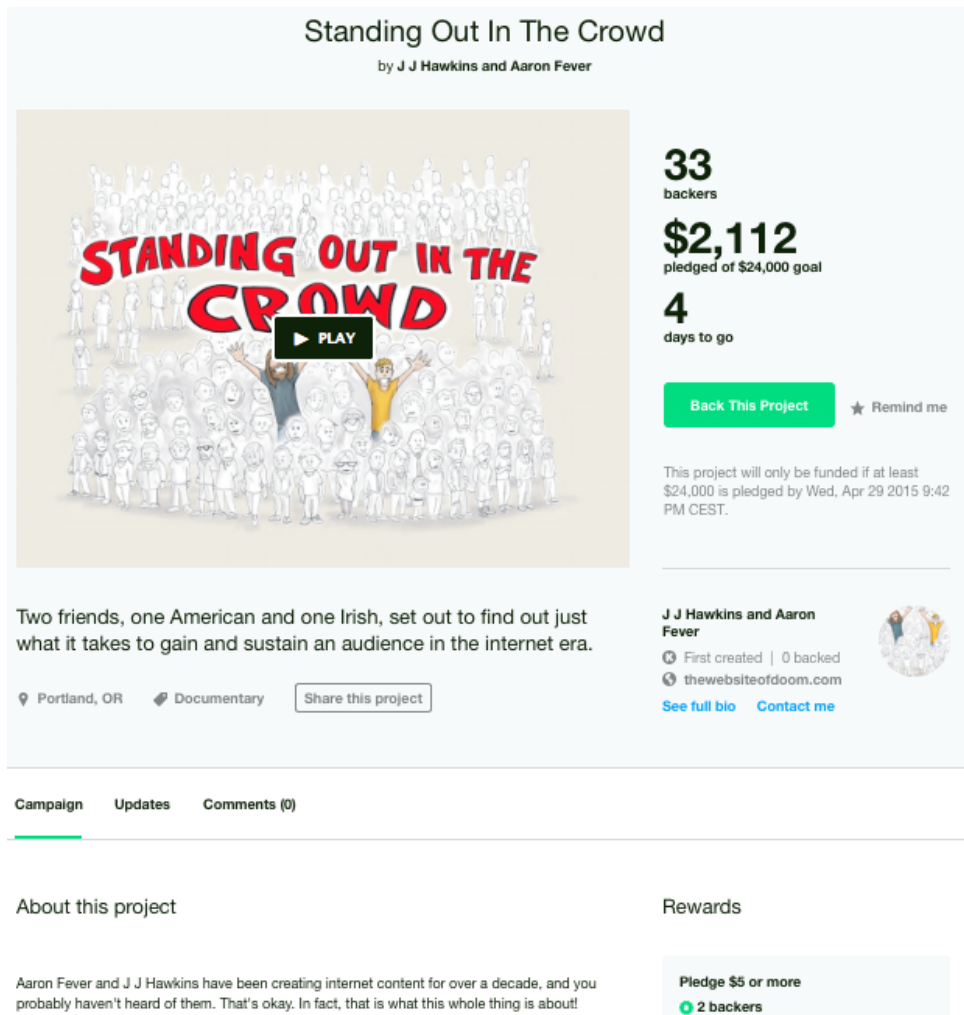 Standing Out In The Crowd
by J J Hawkins and Aaron Fever
STANDING OUT IN THE
CROWD
PLAY
33
backers
$2,112
pledged of $24,000 goal
4
days to go
Back This Project
Remind me
This project will only be funded if at least
$24,000 is pledged by Wed, Apr 29 2015 9:42
PM CEST.
Two friends, one American and one Irish, set out to find out just
what it takes to gain and sustain an audience in the internet era.
Portland, OR Documentary Share this project
J J Hawkins and Aaron
Fever
First created | 0 backed
thewebsiteofdoom.com
See full bio Contact me
Campaign Updates Comments (0)
About this project
Aaron Fever and J J Hawkins have been creating internet content for over a decade, and you
probably haven't heard of them. That's okay. In fact, that is what this whole thing is about!
Rewards
Pledge $5 or more
2 backers